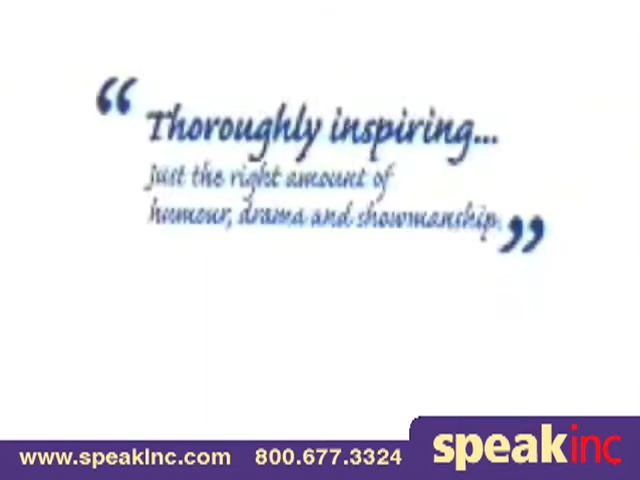 “Thoroughly inspiring...
Just the right amount of
humour, drama and showmanship.”
www.speakInc.com 800.677.3324
speakinc